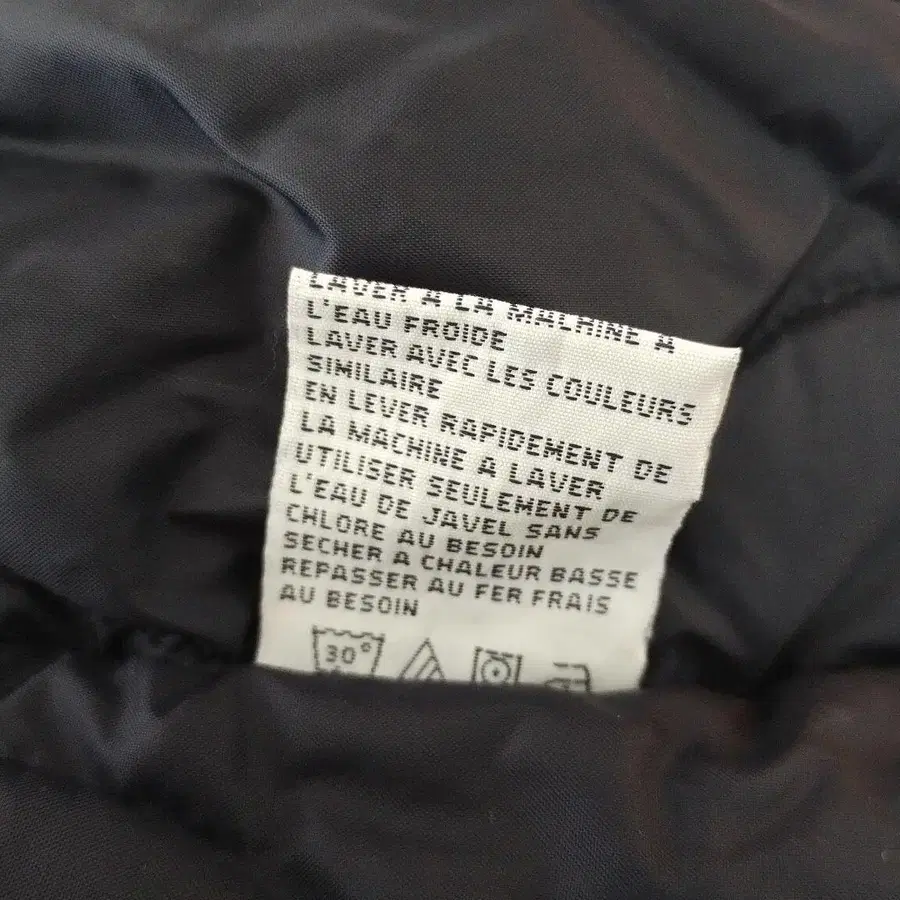 LAVER A LA MACHINE A
L'EAU FROIDE
LAVER AVEC LES COULEURS
SIMILAIRE
EN LEVER RAPIDEMENT DE
LA MACHINE A LAVER
UTILISER SEULEMENT DE
L'EAU DE JAVEL SANS
CHLORE AU BESOIN
SECHER A CHALEUR BASSE
REPASSER AU FER FRAIS
AU BESOIN
30°